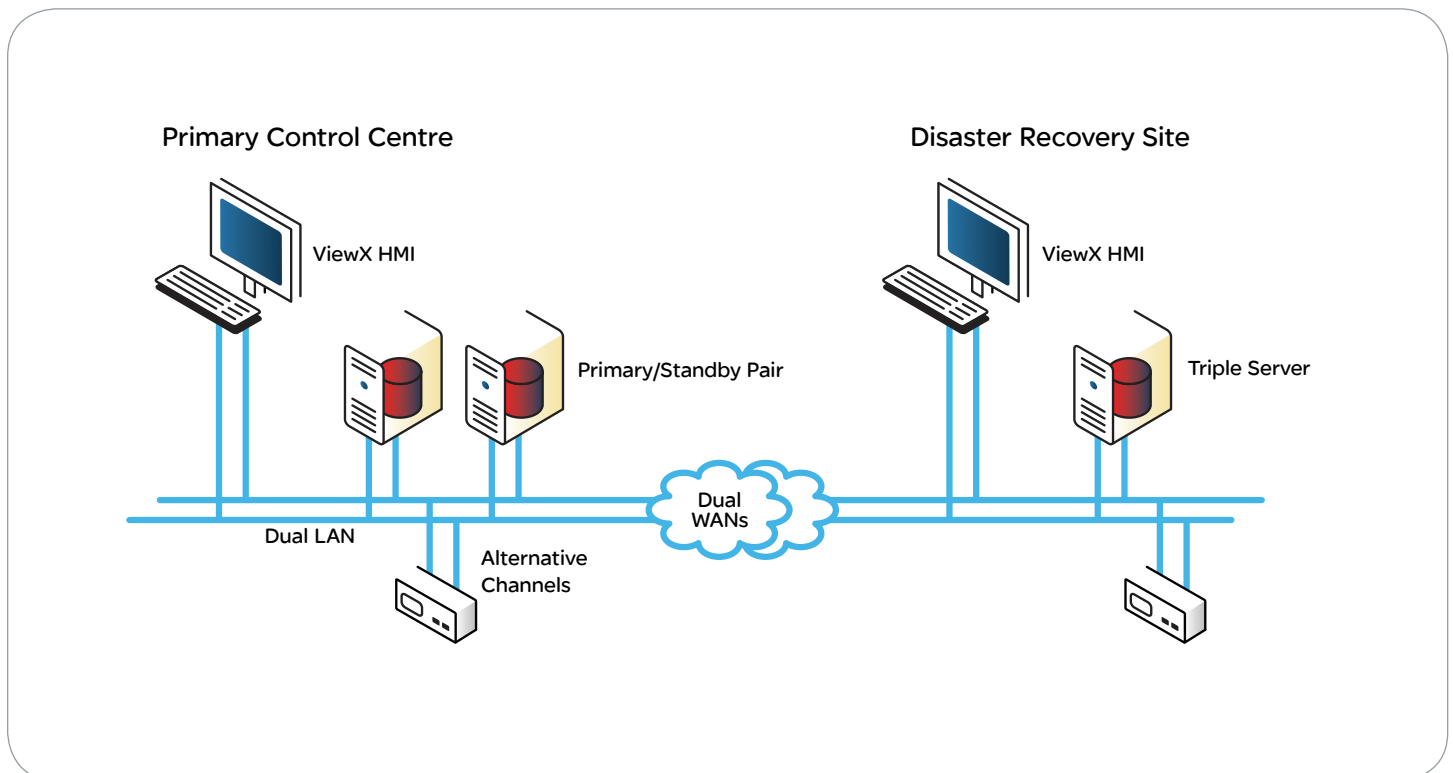 Primary Control Centre
Disaster Recovery Site
ViewX HMI
ViewX HMI
Primary/Standby Pair
Triple Server
Dual
WANs
Dual LAN
Alternative
Channels